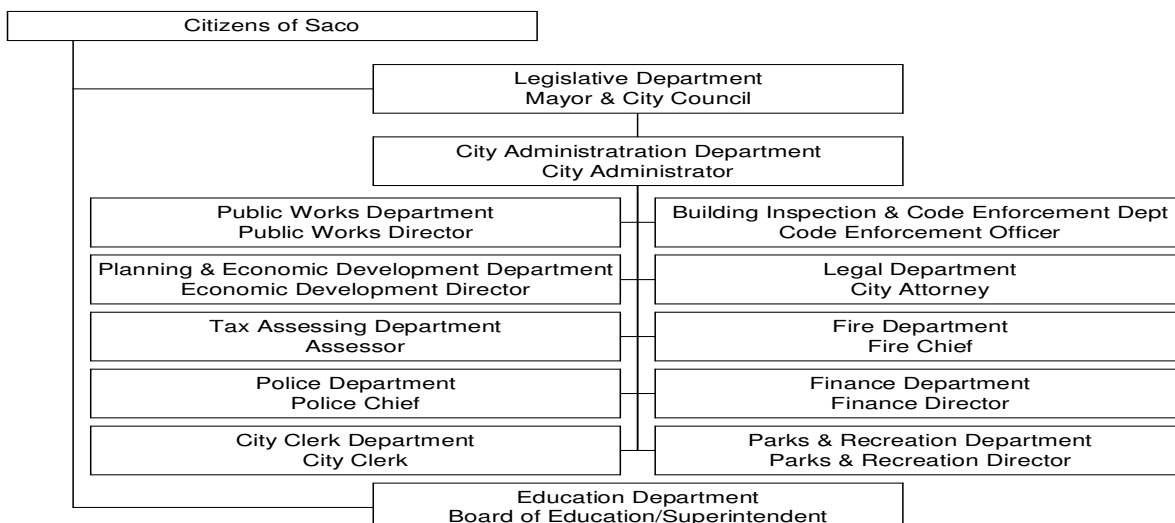 Citizens of Saco
Legislative Department
Mayor & City Council
City Administratration Department
City Administrator
Public Works Department
Public Works Director
Building Inspection & Code Enforcement Dept
Code Enforcement Officer
Planning & Economic Development Department
Economic Development Director
Legal Department
City Attorney
Tax Assessing Department
Assessor
Fire Department
Fire Chief
Police Department
Police Chief
Finance Department
Finance Director
City Clerk Department
City Clerk
Parks & Recreation Department
Parks & Recreation Director
Education Department
Board of Education/Superintendent